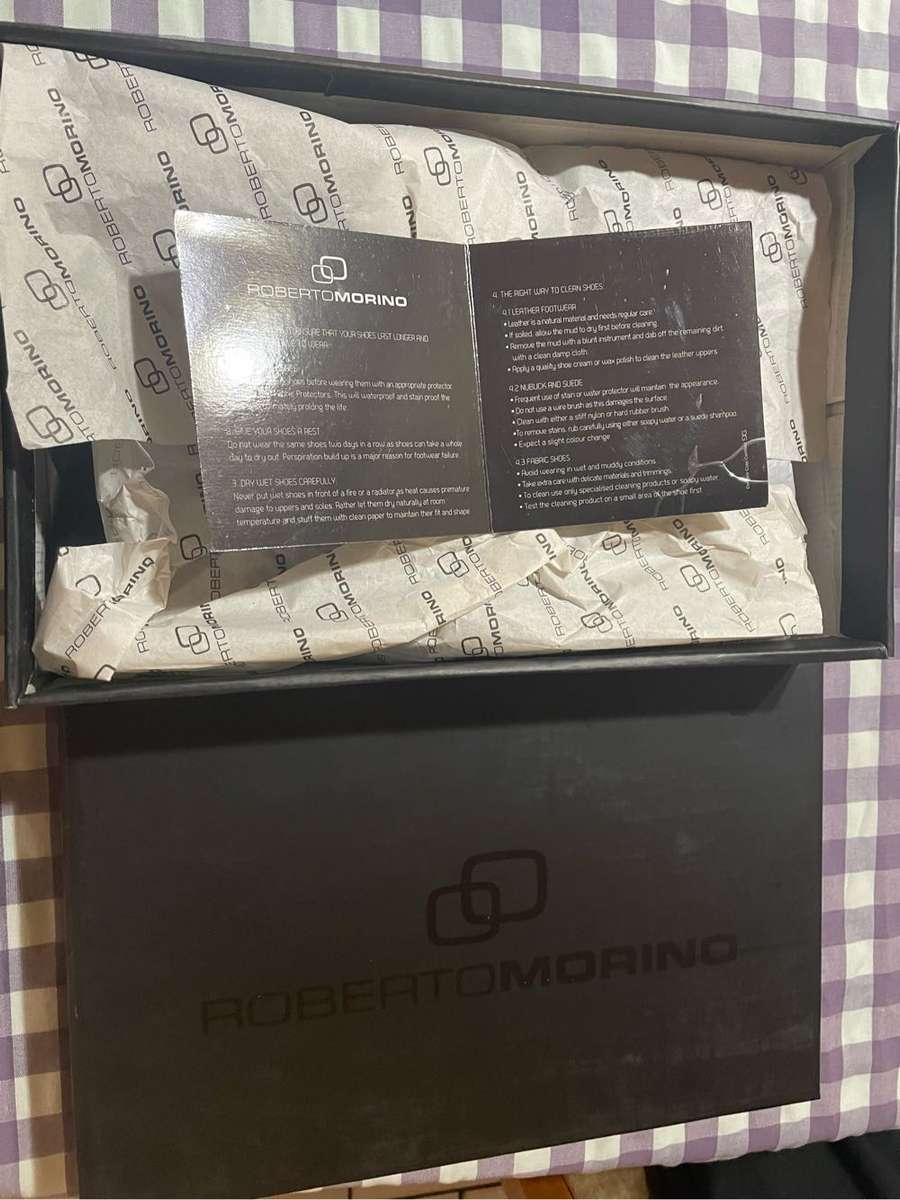 ROBERTOMORINO
SURE THAT YOUR SHOES LAST LONGER AND
TO WEAR:
shoes before wearing them with an appropriate protector
Protectors. This will waterproof and stain proof the
prolding the life.
2. GIVE YOUR SHOES A REST
Do not wear the same shoes two days in a row as shoes can take a whole
day to dry out. Perspiration build up is a major reason for footwear failure.
3. DRY WET SHOES CAREFULLY
Never put wet shoes in front of a fire or a radiator as heat causes premature
damage to uppers and soles. Rather let them dry naturally at room
temperature and stuff them with clean paper to maintain their fit and shape
4. THE RIGHT WAY TO CLEAN SHOES:
4.1 LEATHER FOOTWEAR
• Leather is a natural material and needs regular care.
• If soiled, allow the mud to dry first before cleaning
• Remove the mud with a blunt instrument and dab off the remaining dirt
with a clean damp cloth.
• Apply a quality shoe cream or wax polish to clean the leather uppers
4.2 NUBUCK AND SUEDE
• Frequent use of stain or water protector will maintain the appearance.
• Do not use a wire brush as this damages the surface
• Clean with either a stiff nylon or hard rubber brush.
• To remove stains, rub carefully using either soapy water or a suede shampoo.
• Expect a slight colour change
4.3 FABRIC SHOES
• Avoid wearing in wet and muddy conditions.
• Take extra care with delicate materials and trimmings.
• To clean use only specialised cleaning products or soapy water
• Test the cleaning product on a small area of the shoe first
ROBERTOMORINO